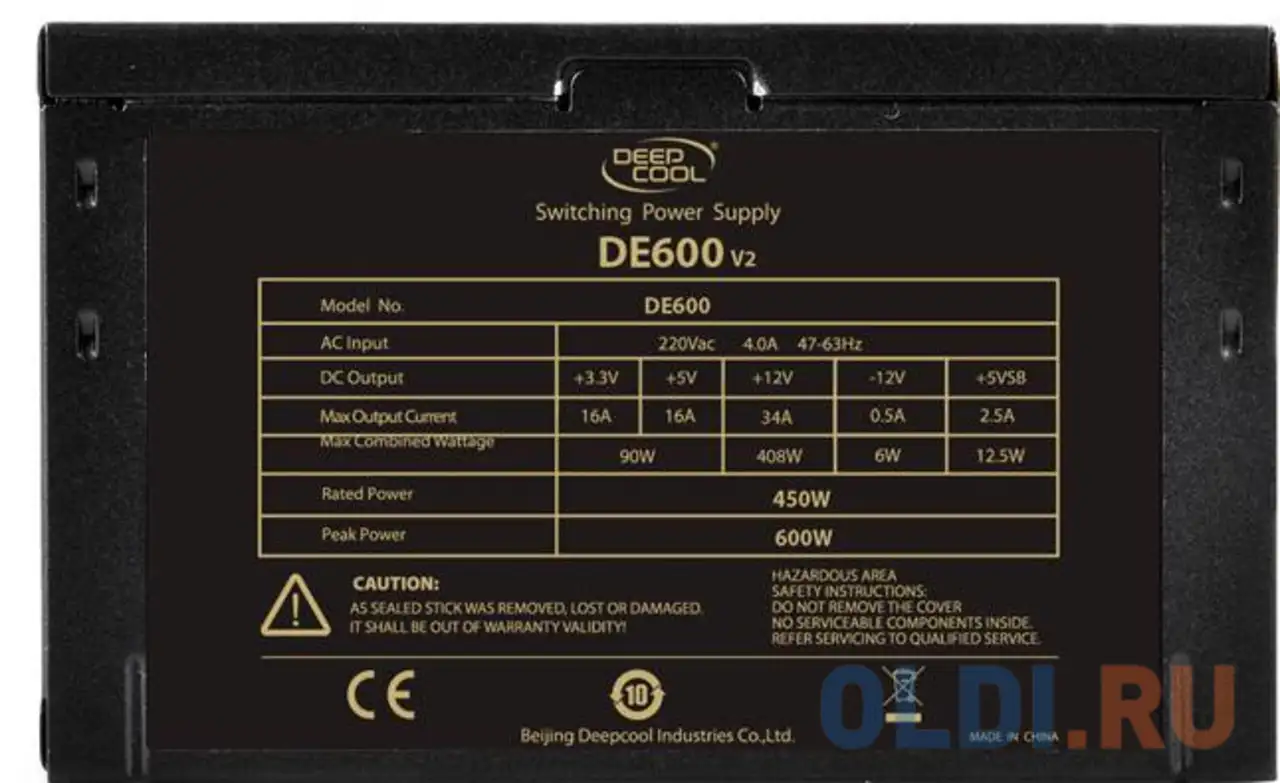 DEEP
COOL®
Switching Power Supply
DE600 V2
Model No. DE600
AC Input 220Vac 4.0A 47-63Hz
DC Output +3.3V +5V +12V -12V +5VSB
Max Output Current 16A 16A 34A 0.5A 2.5A
Max Combined Wattage 90W 408W 6W 12.5W
Rated Power 450W
Peak Power 600W
CAUTION:
AS SEALED STICK WAS REMOVED, LOST OR DAMAGED.
IT SHALL BE OUT OF WARRANTY VALIDITY!
HAZARDOUS AREA
SAFETY INSTRUCTIONS:
DO NOT REMOVE THE COVER
NO SERVICEABLE COMPONENTS INSIDE.
REFER SERVICING TO QUALIFIED SERVICE.
CE
10
Beijing Deepcool Industries Co.,Ltd.
MADE IN CHINA
OLDI.RU